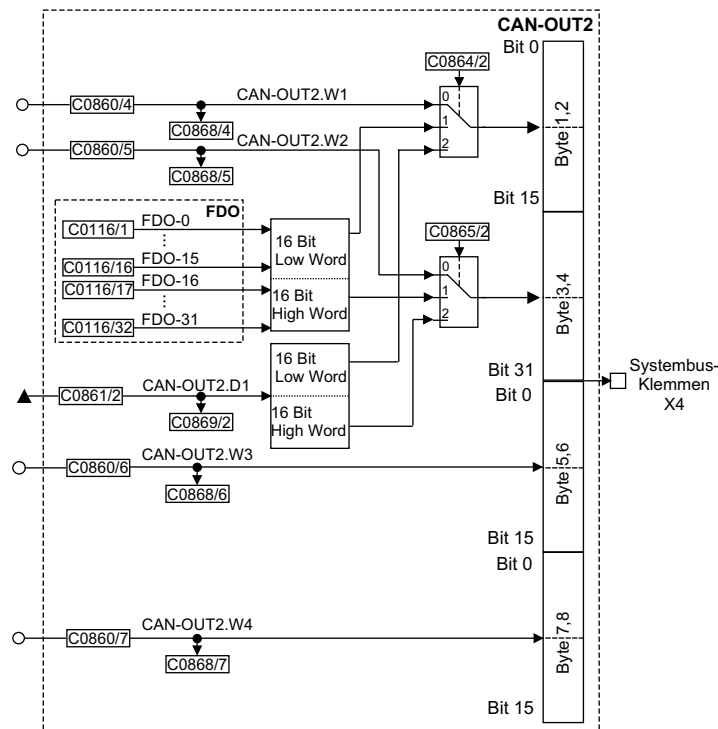 CAN-OUT2
Bit 0
C0864/2
C0860/4
CAN-OUT2.W1
0
C0868/4
1
Byte 1,2
C0860/5
CAN-OUT2.W2
2
C0868/5
Bit 15
FDO
C0116/1
FDO-0
C0865/2
16 Bit
Low Word
C0116/16
FDO-15
0
C0116/17
FDO-16
16 Bit
High Word
1
Byte 3,4
2
C0116/32
FDO-31
16 Bit
Low Word
Bit 31
Systembus-
Klemmen
X4
C0861/2
CAN-OUT2.D1
Bit 0
C0869/2
16 Bit
High Word
C0860/6
CAN-OUT2.W3
Byte 5,6
C0868/6
Bit 15
Bit 0
C0860/7
CAN-OUT2.W4
Byte 7,8
C0868/7
Bit 15